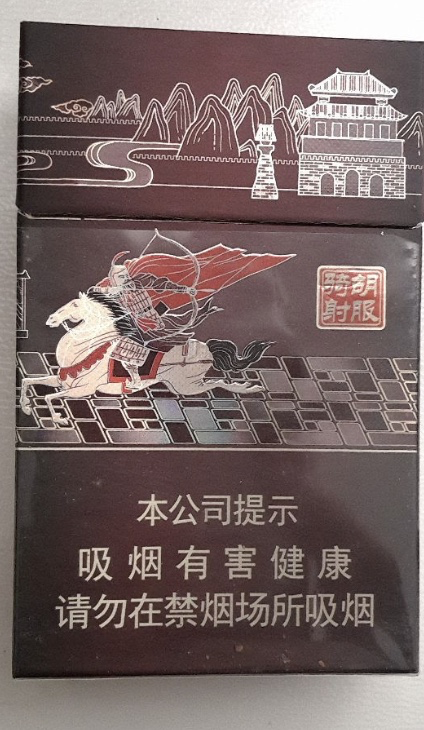 胡服
骑射
本公司提示
吸烟有害健康
请勿在禁烟场所吸烟